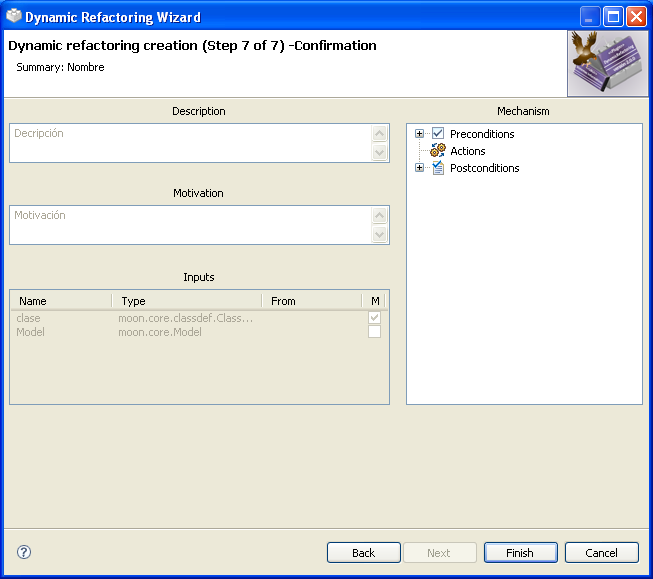 Dynamic Refactoring Wizard
Dynamic refactoring creation (Step 7 of 7) -Confirmation
Summary: Nombre
Description
Decripción
Motivation
Motivación
Inputs
Name Type From M
clase moon.core.classdef.Class...
Model moon.core.Model
Mechanism
Preconditions
Actions
Postconditions
Back Next Finish Cancel